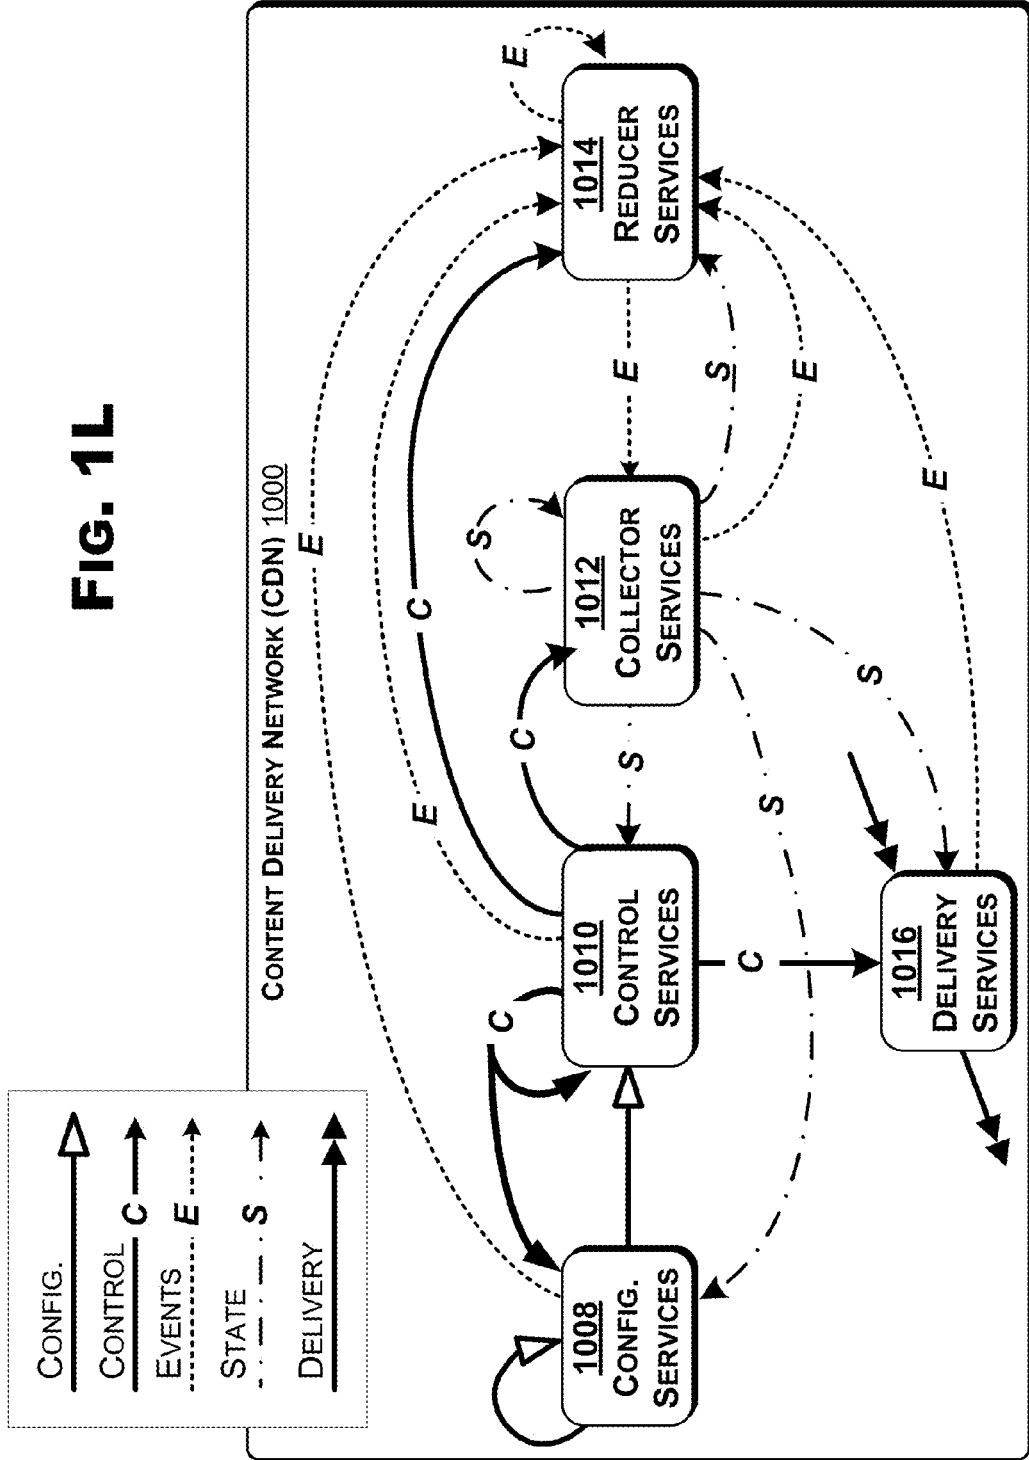 FIG. 1L
CONFIG.
CONTROL
C
EVENTS
E
STATE
S
DELIVERY
CONTENT DELIVERY NETWORK (CDN) 1000
E
E
C
E
C
C
S
1008
CONFIG.
SERVICES
1010
CONTROL
SERVICES
S
1012
COLLECTOR
SERVICES
E
1014
REDUCER
SERVICES
S
E
S
S
C
E
1016
DELIVERY
SERVICES